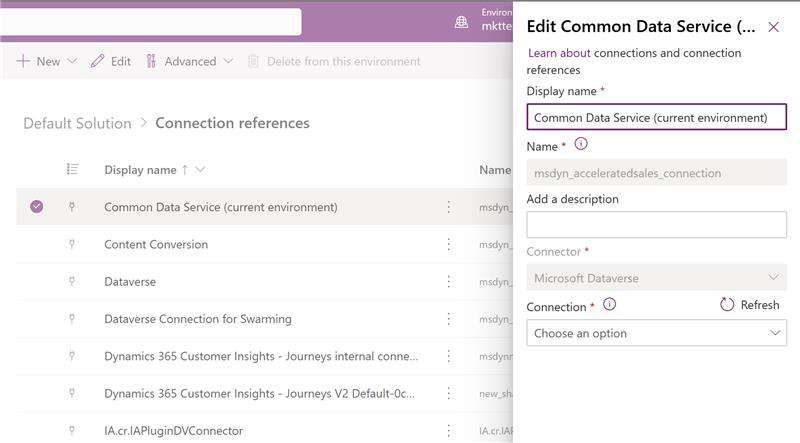 Environ
mktte
New
Edit
Advanced
Delete from this environment
Default Solution > Connection references
Display name ↑
Name
Common Data Service (current environment)
msdyn_
Content Conversion
msdyn_
Dataverse
msdyn_
Dataverse Connection for Swarming
msdyn_
Dynamics 365 Customer Insights - Journeys internal conne...
msdynm
Dynamics 365 Customer Insights - Journeys V2 Default-0c...
new_sha
IA.cr.IAPluginDVConnector
IA.cr.IA
Edit Common Data Service (...
Learn about connections and connection
references
Display name *
Common Data Service (current environment)
Name *
msdyn_acceleratedsales_connection
Add a description
Connector *
Microsoft Dataverse
Connection *
Refresh
Choose an option